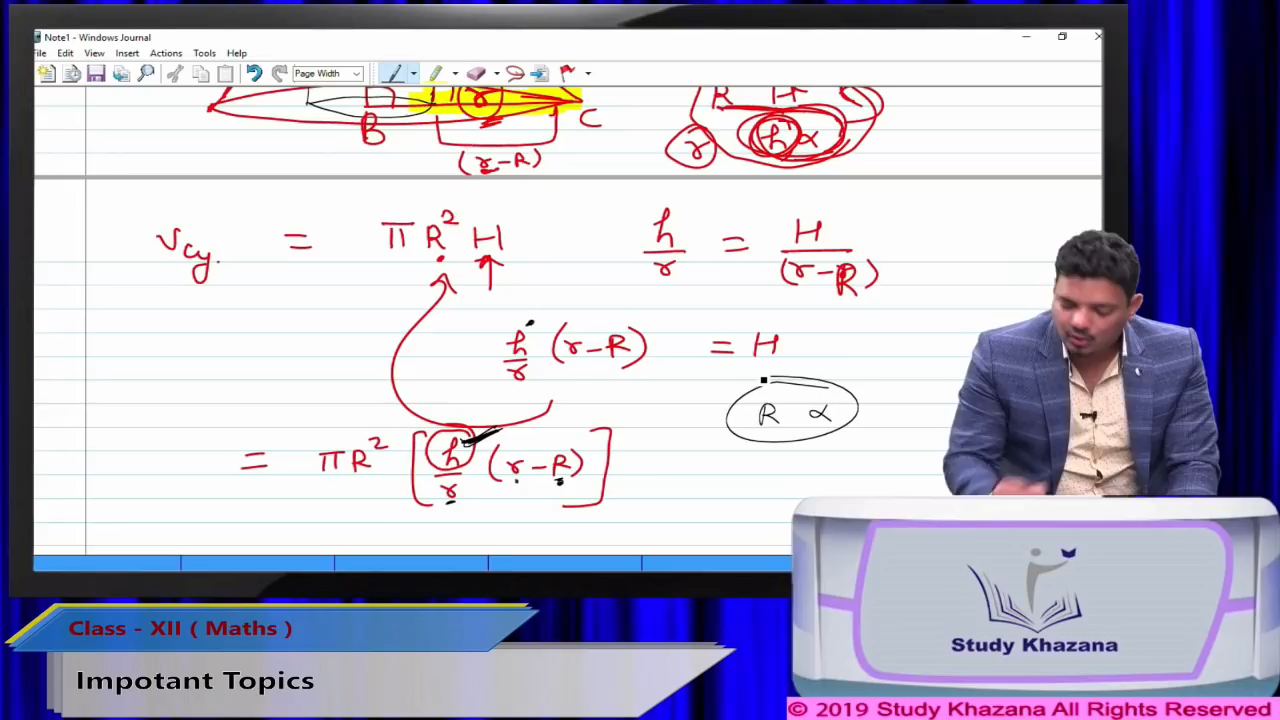 Note1 - Windows Journal
File Edit View Insert Actions Tools Help
Page Width
B r C R H
(r-R) r h α
Vcy. = πR²H h/r = H/(r-R)
h/r (r-R) = H
R α
= πR² [h/r (r-R)]
Study Khazana
Class - XII ( Maths )
Impotant Topics
© 2019 Study Khazana All Rights Reserved